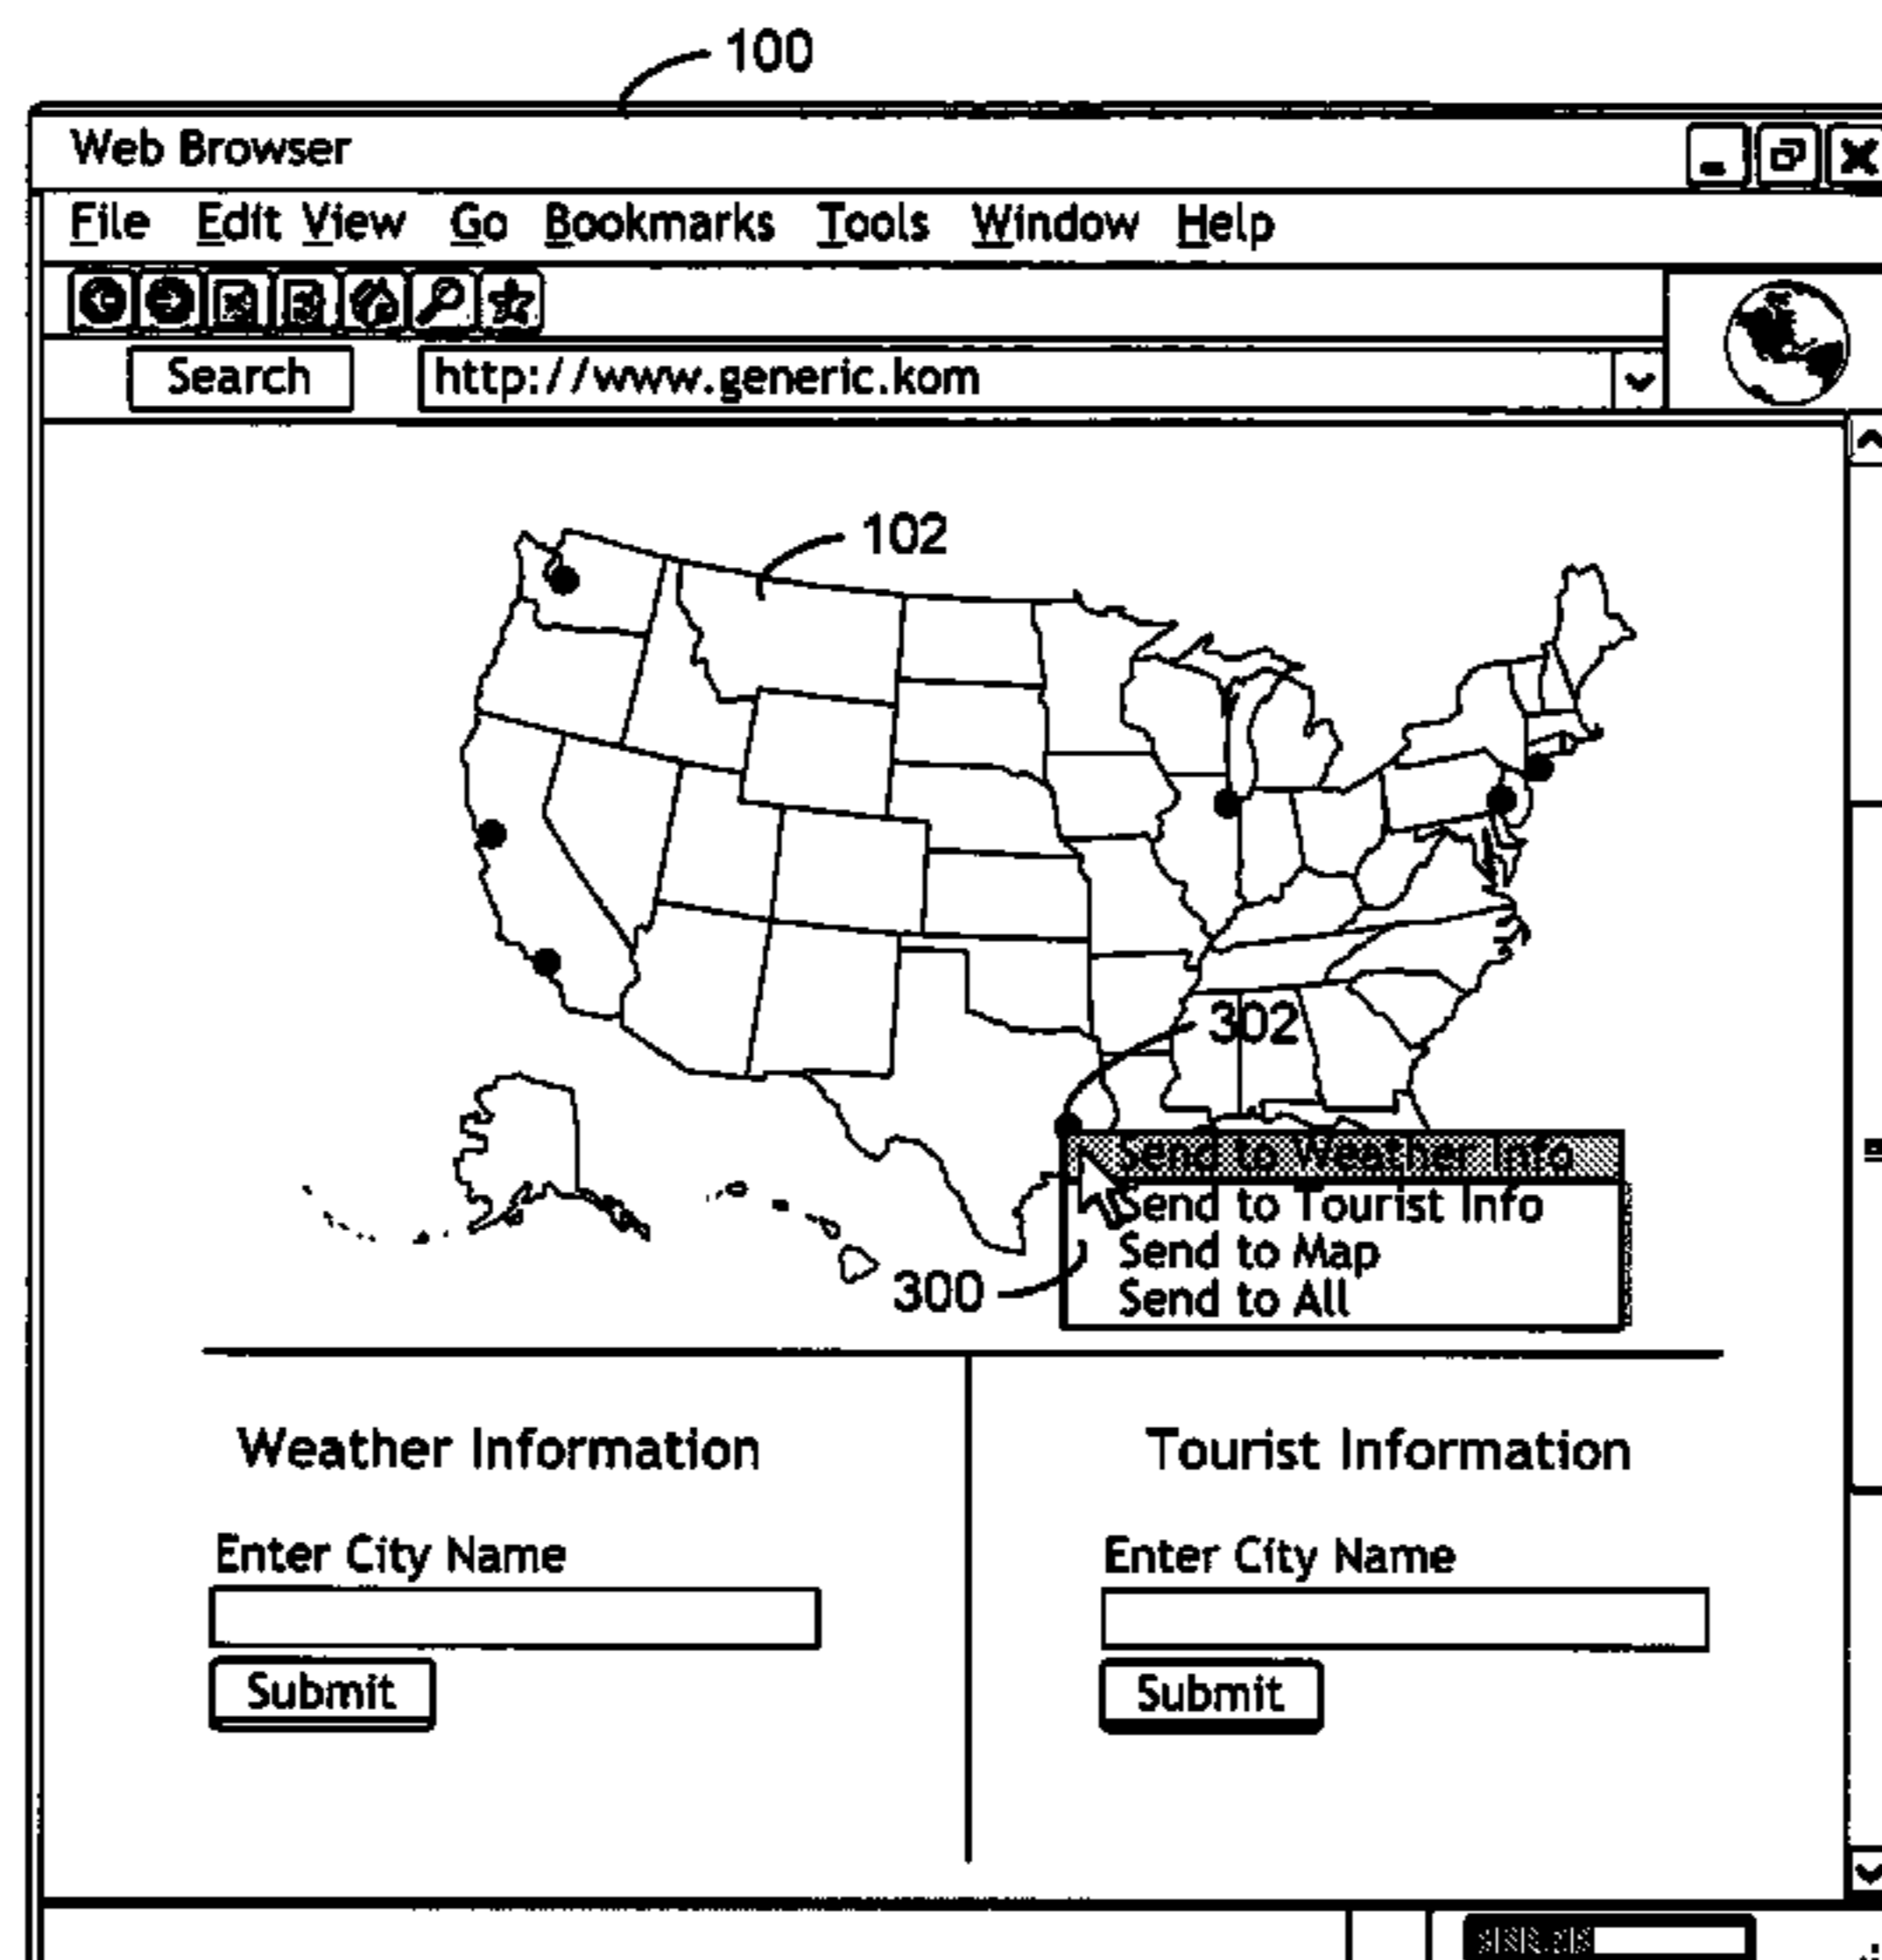 100
Web Browser
File Edit View Go Bookmarks Tools Window Help
Search http://www.generic.kom
102
302
Send to Weather Info
Send to Tourist Info
Send to Map
300
Send to All
Weather Information Tourist Information
Enter City Name Enter City Name
Submit Submit